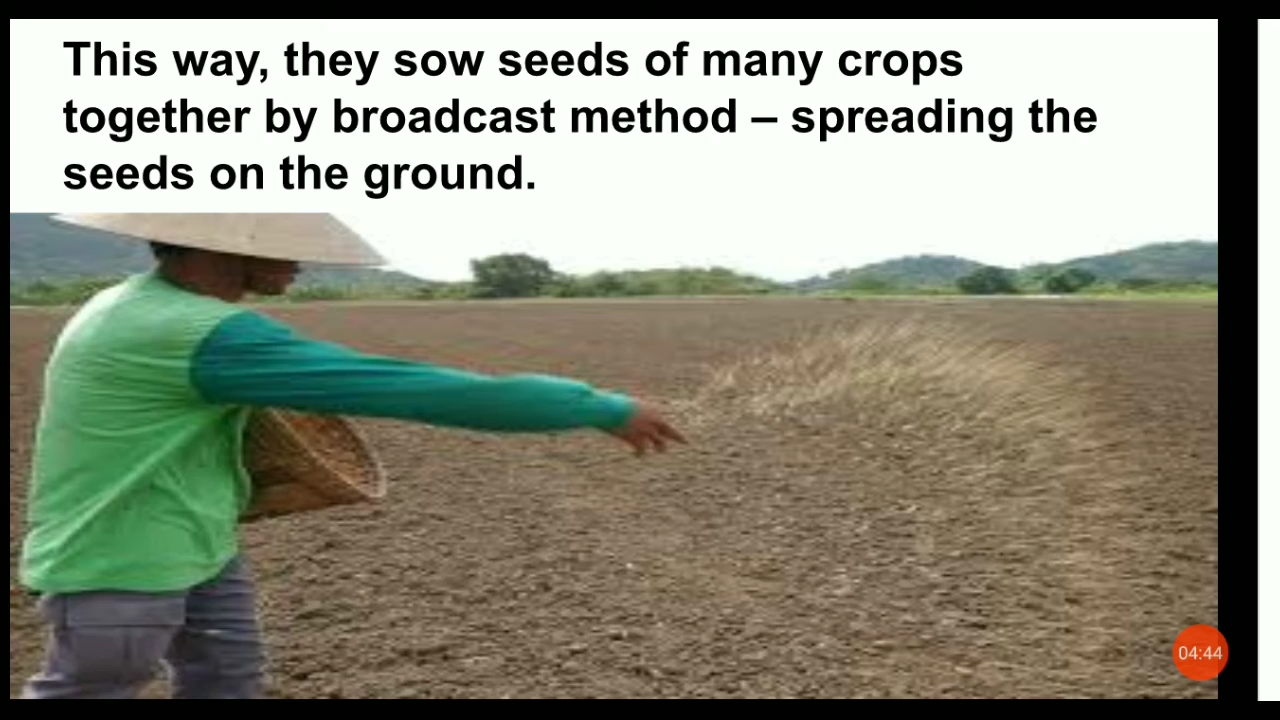 This way, they sow seeds of many crops
together by broadcast method – spreading the
seeds on the ground.
04:44